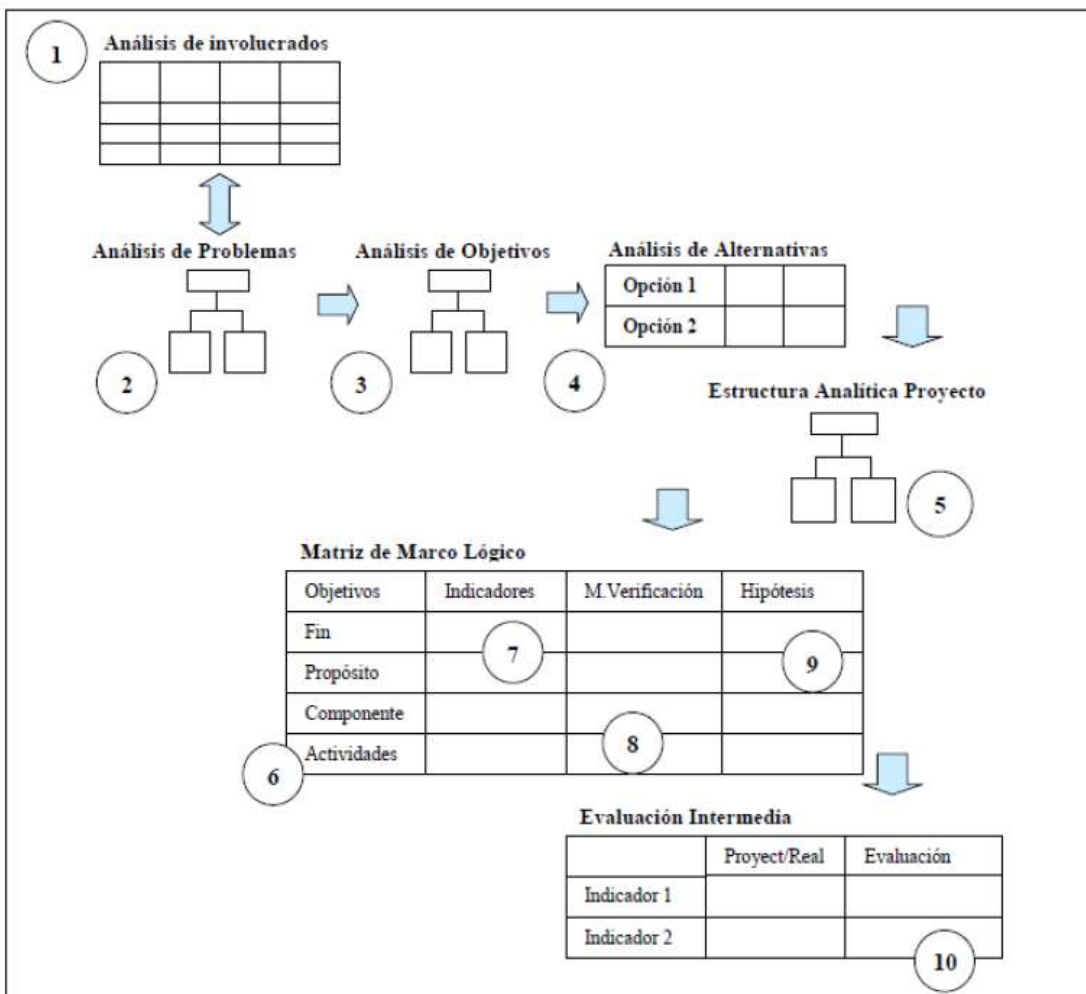 1
Análisis de involucrados
Análisis de Problemas
Análisis de Objetivos
Análisis de Alternativas
Opción 1
Opción 2
2
3
4
Estructura Analítica Proyecto
5
Matriz de Marco Lógico
Objetivos Indicadores M.Verificación Hipótesis
Fin
7
9
Propósito
Componente
8
Actividades
6
Evaluación Intermedia
Proyect/Real Evaluación
Indicador 1
Indicador 2
10